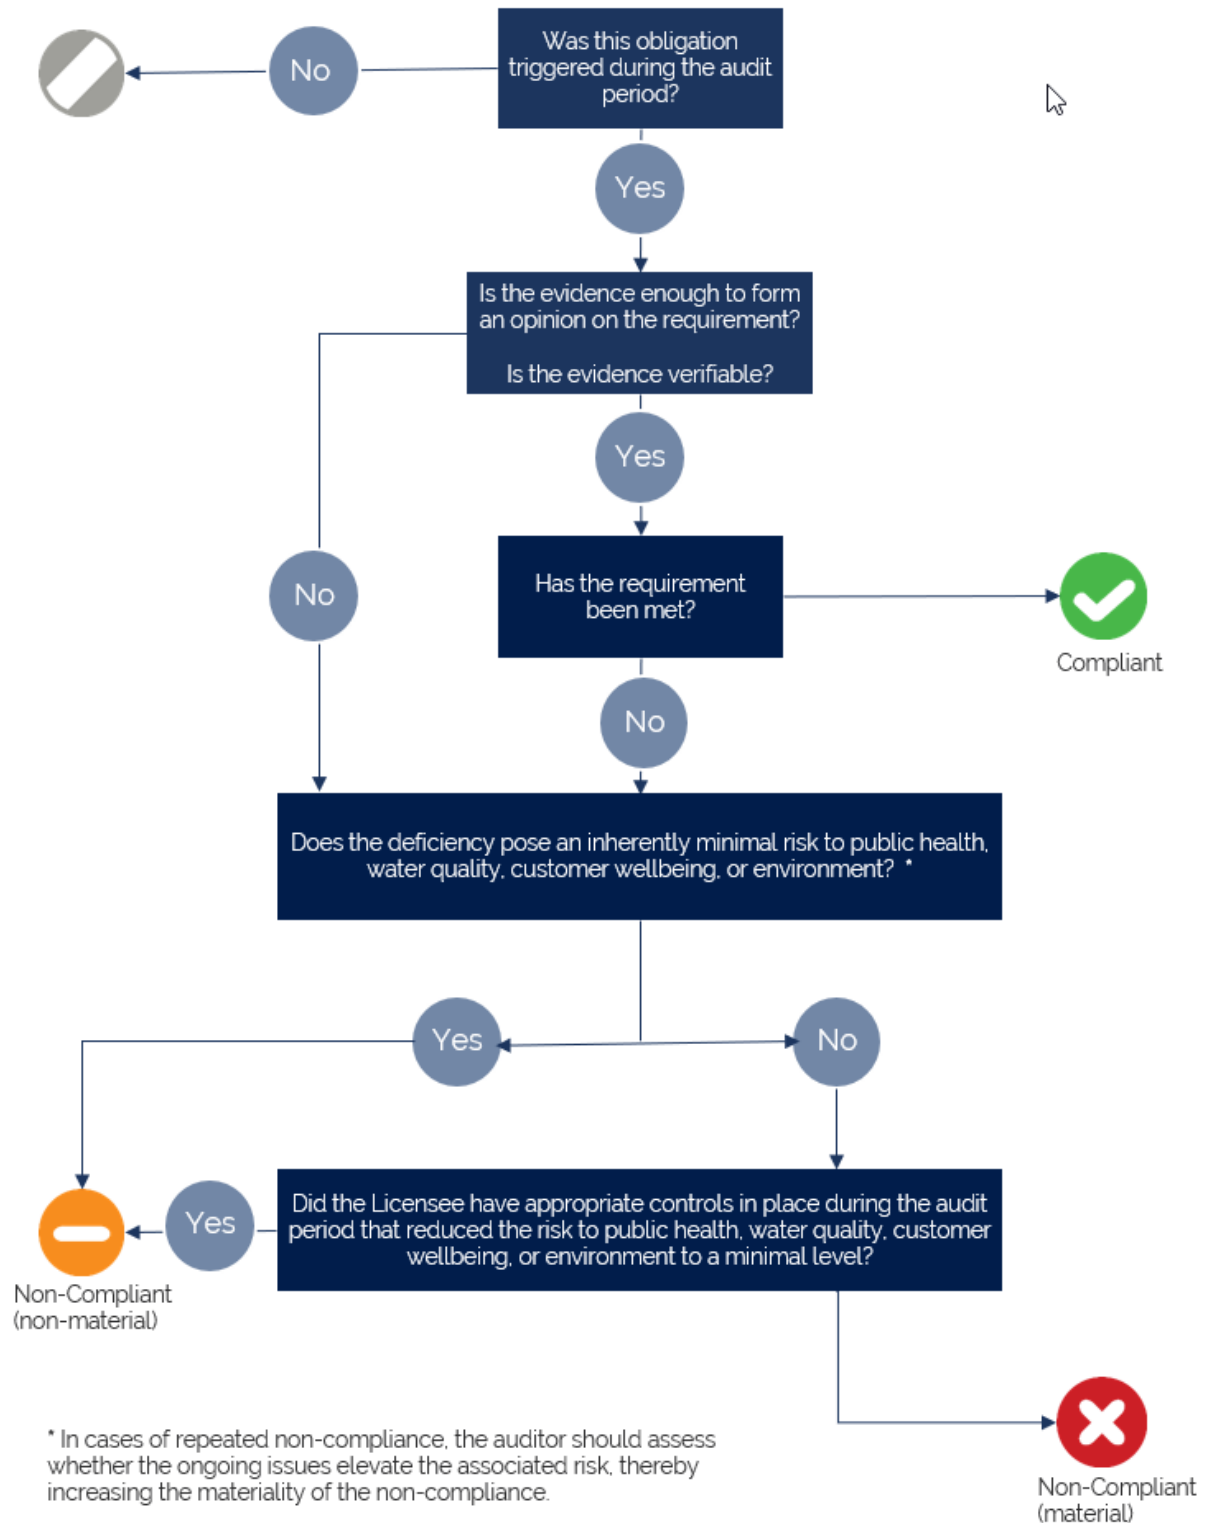 Was this obligation
triggered during the audit
period?
No
Yes
Is the evidence enough to form
an opinion on the requirement?
Is the evidence verifiable?
Yes
Has the requirement
been met?
No
Compliant
No
Does the deficiency pose an inherently minimal risk to public health,
water quality, customer wellbeing, or environment? *
Yes
No
Did the Licensee have appropriate controls in place during the audit
period that reduced the risk to public health, water quality, customer
wellbeing, or environment to a minimal level?
Yes
Non-Compliant
(non-material)
* In cases of repeated non-compliance, the auditor should assess
whether the ongoing issues elevate the associated risk, thereby
increasing the materiality of the non-compliance.
Non-Compliant
(material)